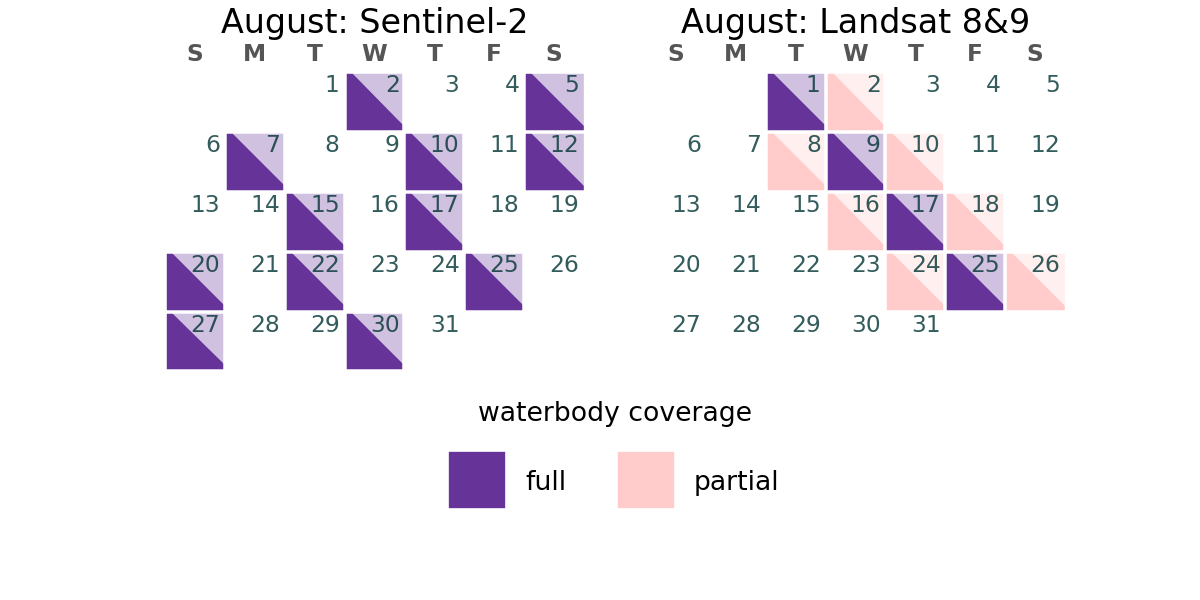 August: Sentinel-2
S M T W T F S
1 2 3 4 5
6 7 8 9 10 11 12
13 14 15 16 17 18 19
20 21 22 23 24 25 26
27 28 29 30 31
August: Landsat 8&9
S M T W T F S
1 2 3 4 5
6 7 8 9 10 11 12
13 14 15 16 17 18 19
20 21 22 23 24 25 26
27 28 29 30 31
waterbody coverage
full partial